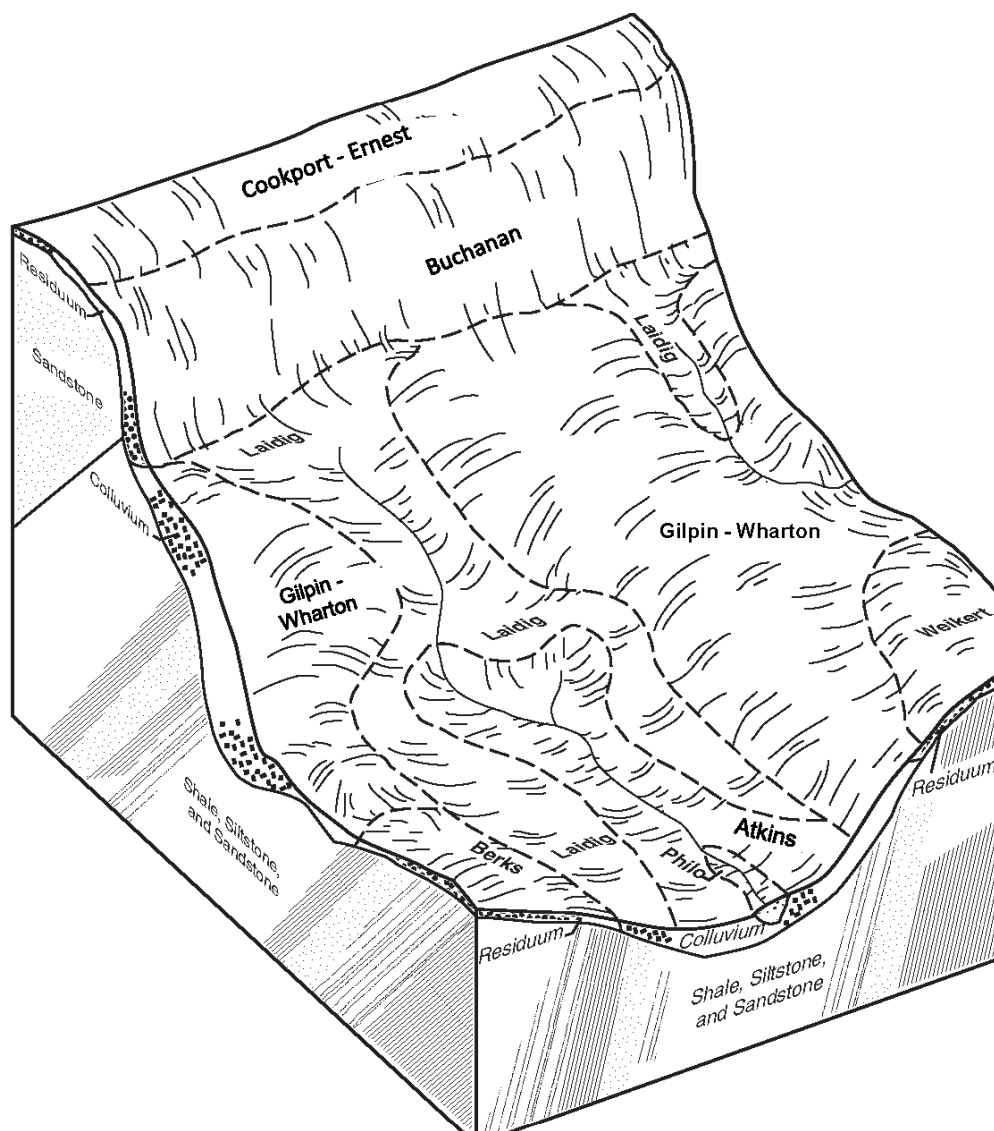 Cookport - Ernest
Buchanan
Residuum
Sandstone
Laidig
Laidig
Colluvium
Gilpin - Wharton
Gilpin -
Wharton
Laidig
Weikert
Shale, Siltstone,
and Sandstone
Residuum
Atkins
Laidig
Berks
Philo
Residuum
Colluvium
Shale, Siltstone,
and Sandstone